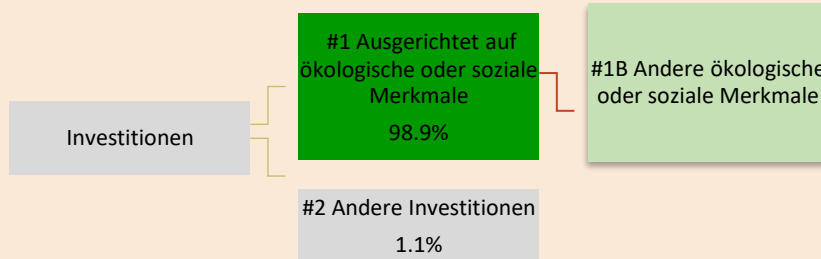 Investitionen
#1 Ausgerichtet auf
ökologische oder soziale
Merkmale
98.9%
#2 Andere Investitionen
1.1%
#1B Andere ökologische
oder soziale Merkmale